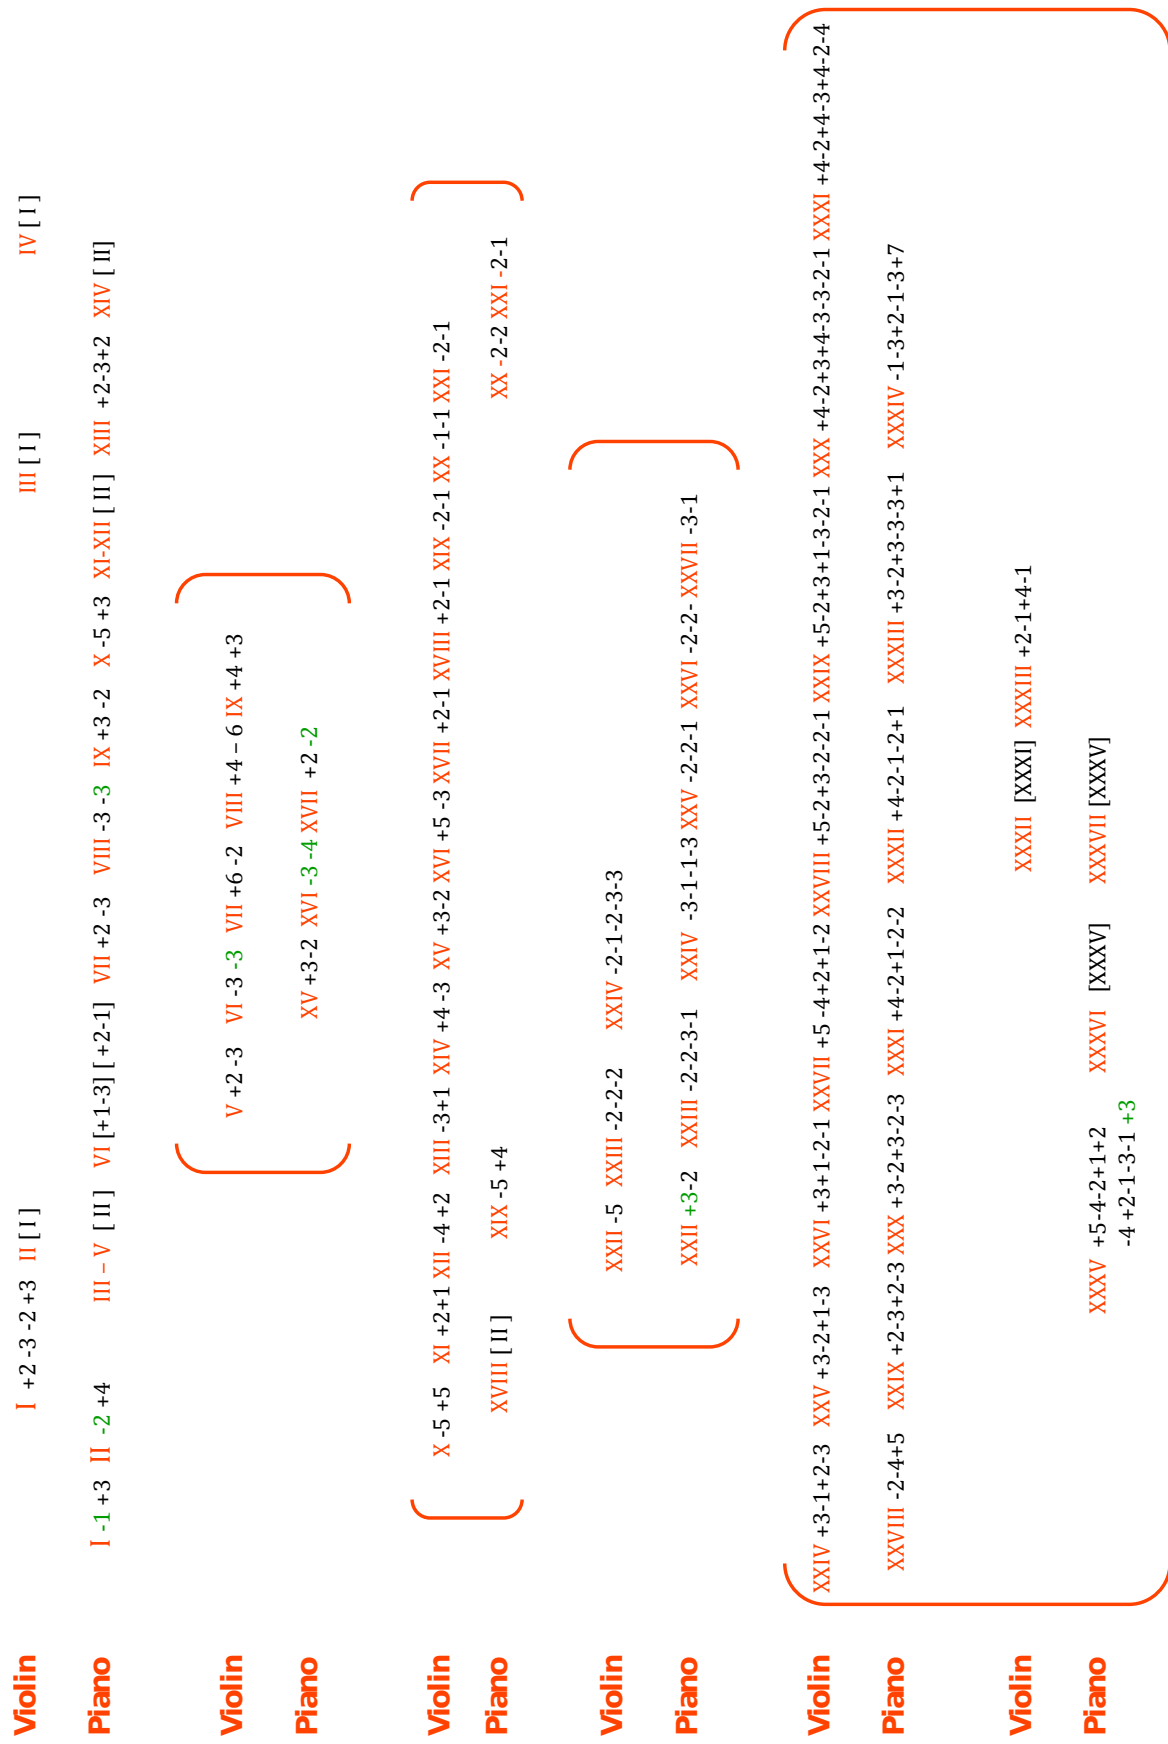 Violin I +2 -3 -2 +3 II [ I ] III [ I ] IV [ I ]
Piano I -1 +3 II -2 +4 III – V [ II ] VI [+1-3] [ +2-1] VII +2 -3 VIII -3 -3 IX +3 -2 X -5 +3 XI-XII [ II ] XIII +2-3+2 XIV [ II]
Violin V +2 -3 VI -3 -3 VII +6 -2 VIII +4 – 6 IX +4 +3
Piano XV +3-2 XVI -3 -4 XVII +2 -2
Violin X -5 +5 XI +2+1 XII -4 +2 XIII -3+1 XIV +4 -3 XV +3-2 XVI +5 -3 XVII +2-1 XVIII +2-1 XIX -2-1 XX -1-1 XXI -2-1
Piano XVIII [ II ] XIX -5 +4 XX -2-2 XXI -2-1
Violin XXII -5 XXIII -2-2-2 XXIV -2-1-2-3-3
Piano XXII +3-2 XXIII -2-2-3-1 XXIV -3-1-1-3 XXV -2-2-1 XXVI -2-2- XXVII -3-1
Violin XXIV +3-1+2-3 XXV +3-2+1-3 XXVI +3+1-2-1 XXVII +5 -4+2+1-2 XXVIII +5-2+3-2-2-1 XXIX +5-2+3+1-3-2-1 XXX +4-2+3+4-3-3-2-1 XXXI +4-2+4-3+4-2-4
Piano XXVIII -2-4+5 XXIX +2-3+2-3 XXX +3-2+3-2-3 XXXI +4-2+1-2-2 XXXII +4-2-1-2+1 XXXIII +3-2+3-3-3+1 XXXIV -1-3+2-1-3+7
Violin XXXII [XXXI] XXXIII +2-1+4-1
Piano XXXV +5-4-2+1+2 XXXVI [XXXV] XXXVII [XXXV]
-4 +2-1-3-1 +3